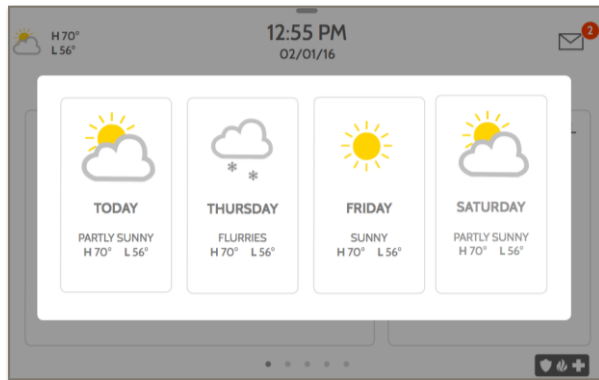 H 70°
L 56°
12:55 PM
02/01/16
2
TODAY
PARTLY SUNNY
H 70° L 56°
THURSDAY
FLURRIES
H 70° L 56°
FRIDAY
SUNNY
H 70° L 56°
SATURDAY
PARTLY SUNNY
H 70° L 56°